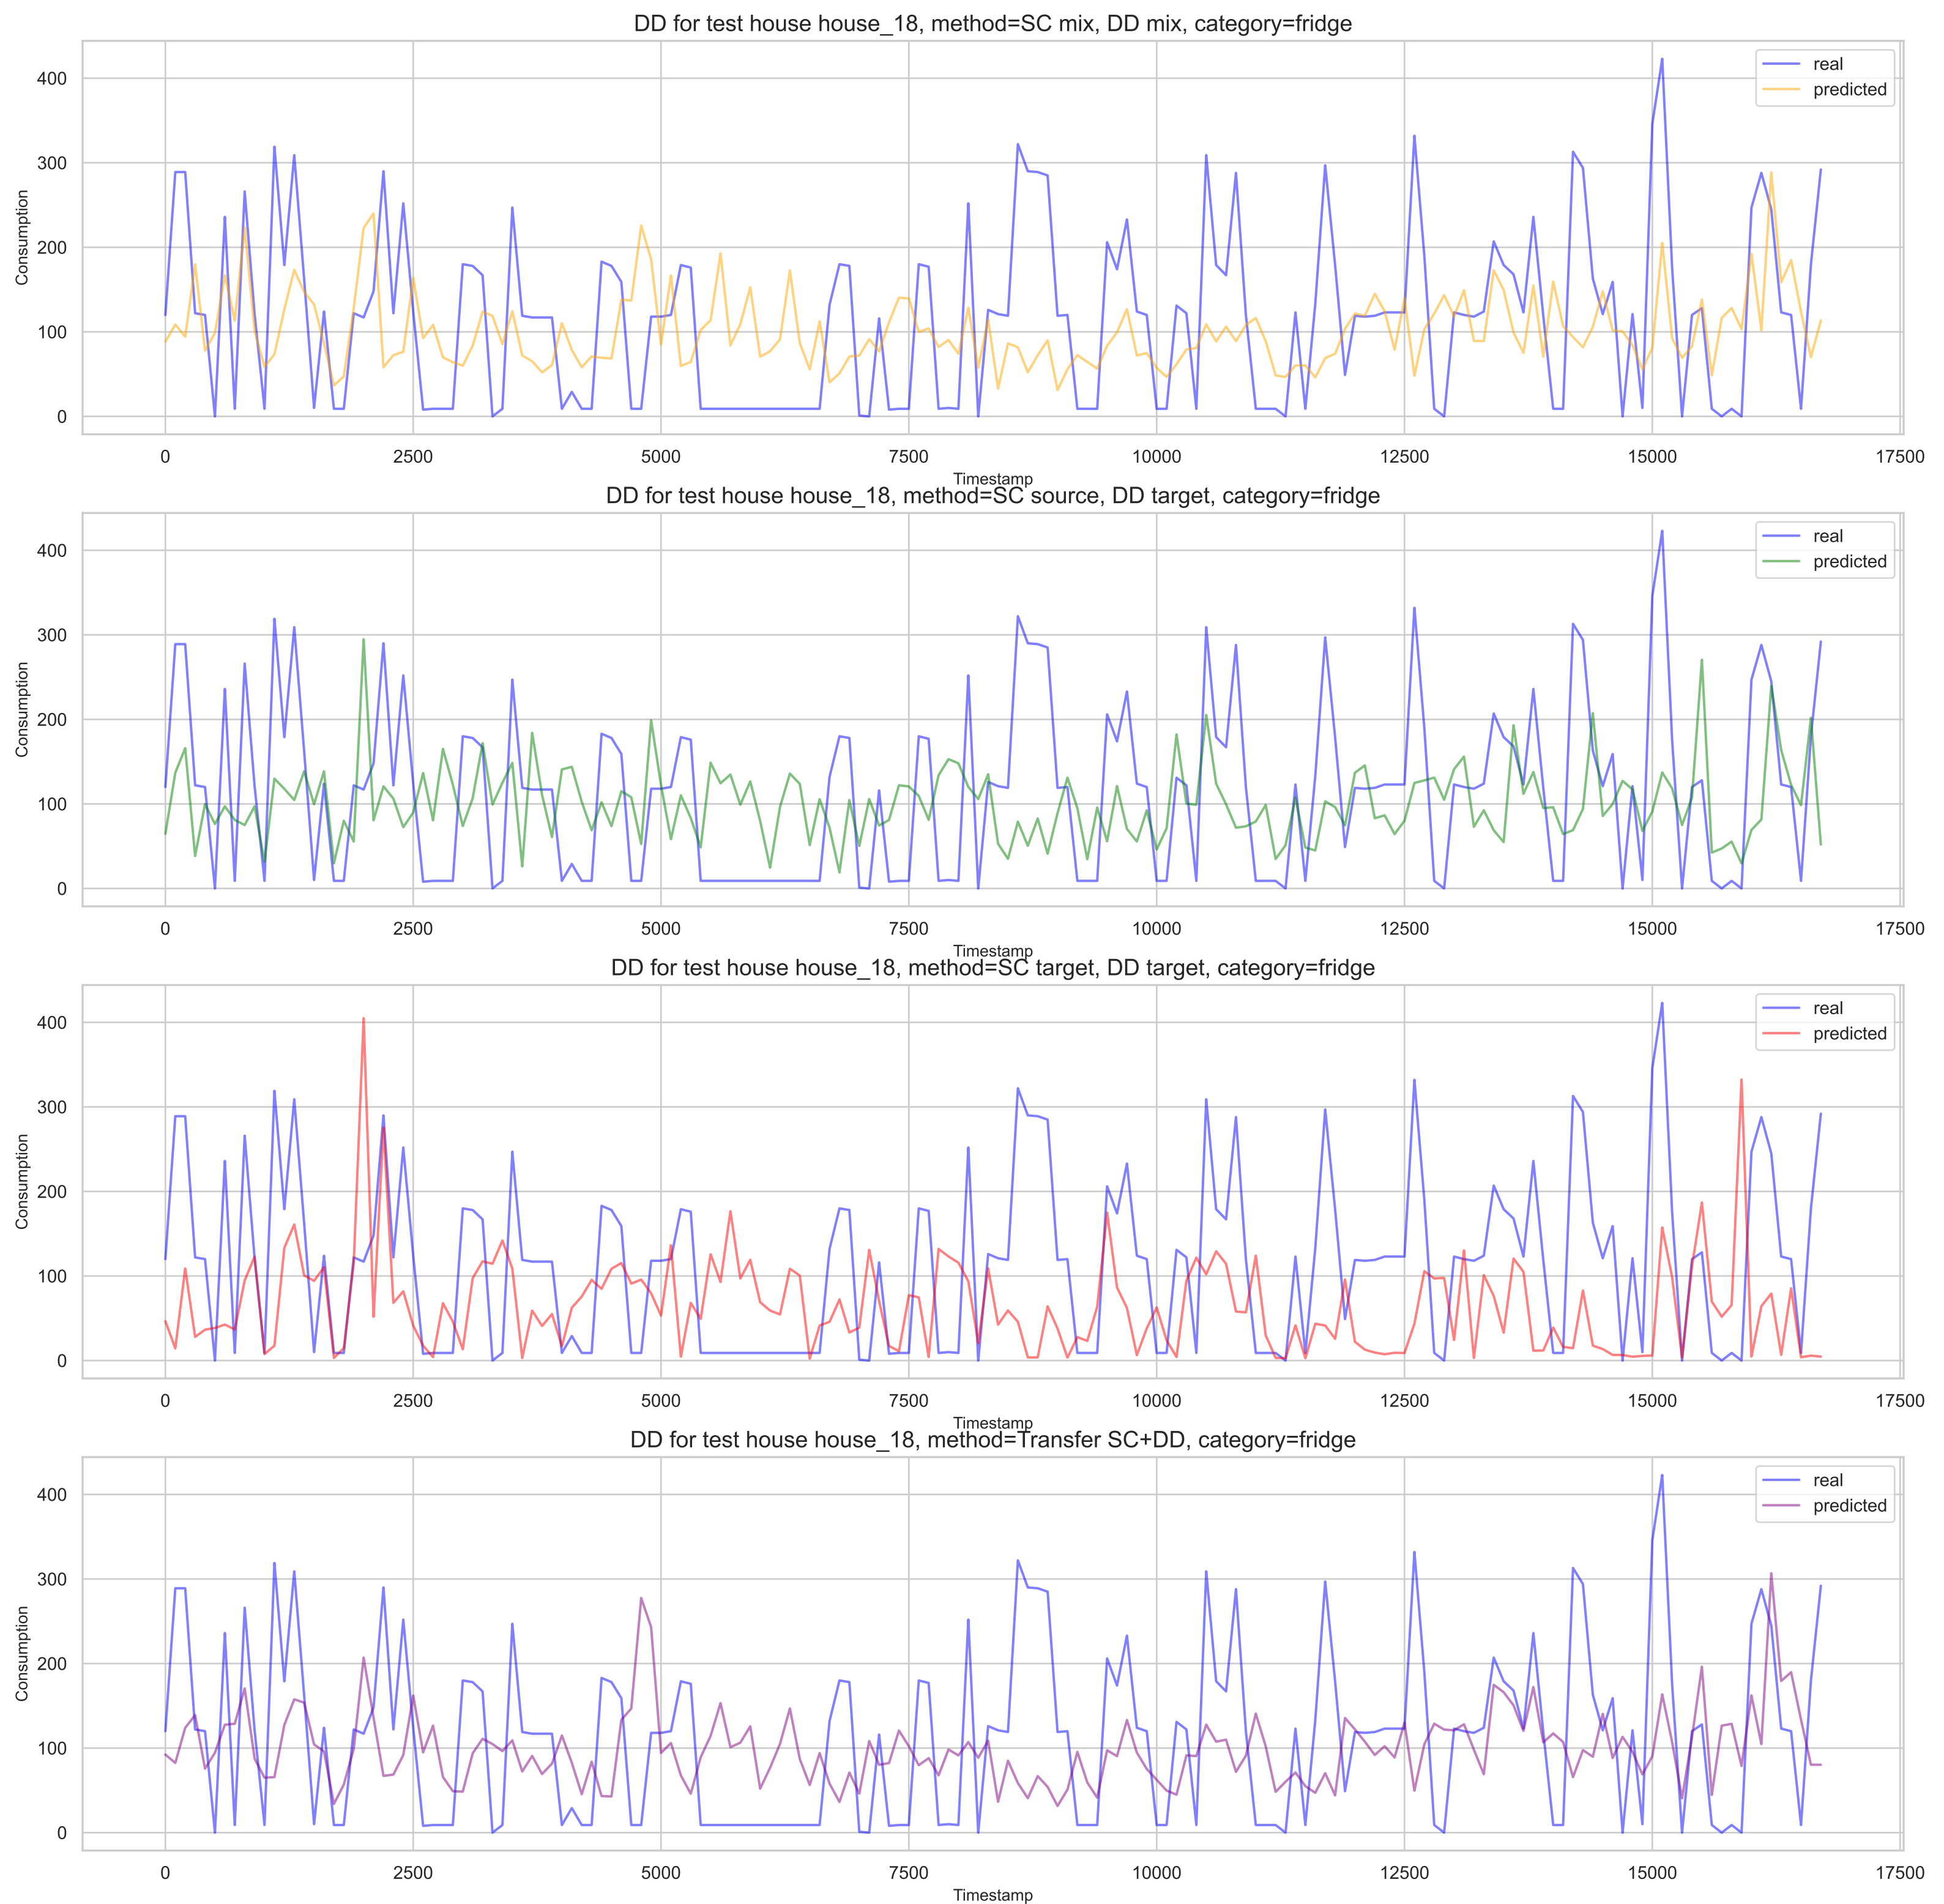 DD for test house house_18, method=SC mix, DD mix, category=fridge
real
predicted
400
300
200
100
0
Consumption
0 2500 5000 7500 10000 12500 15000 17500
Timestamp
DD for test house house_18, method=SC source, DD target, category=fridge
real
predicted
400
300
200
100
0
Consumption
0 2500 5000 7500 10000 12500 15000 17500
Timestamp
DD for test house house_18, method=SC target, DD target, category=fridge
real
predicted
400
300
200
100
0
Consumption
0 2500 5000 7500 10000 12500 15000 17500
Timestamp
DD for test house house_18, method=Transfer SC+DD, category=fridge
real
predicted
400
300
200
100
0
Consumption
0 2500 5000 7500 10000 12500 15000 17500
Timestamp